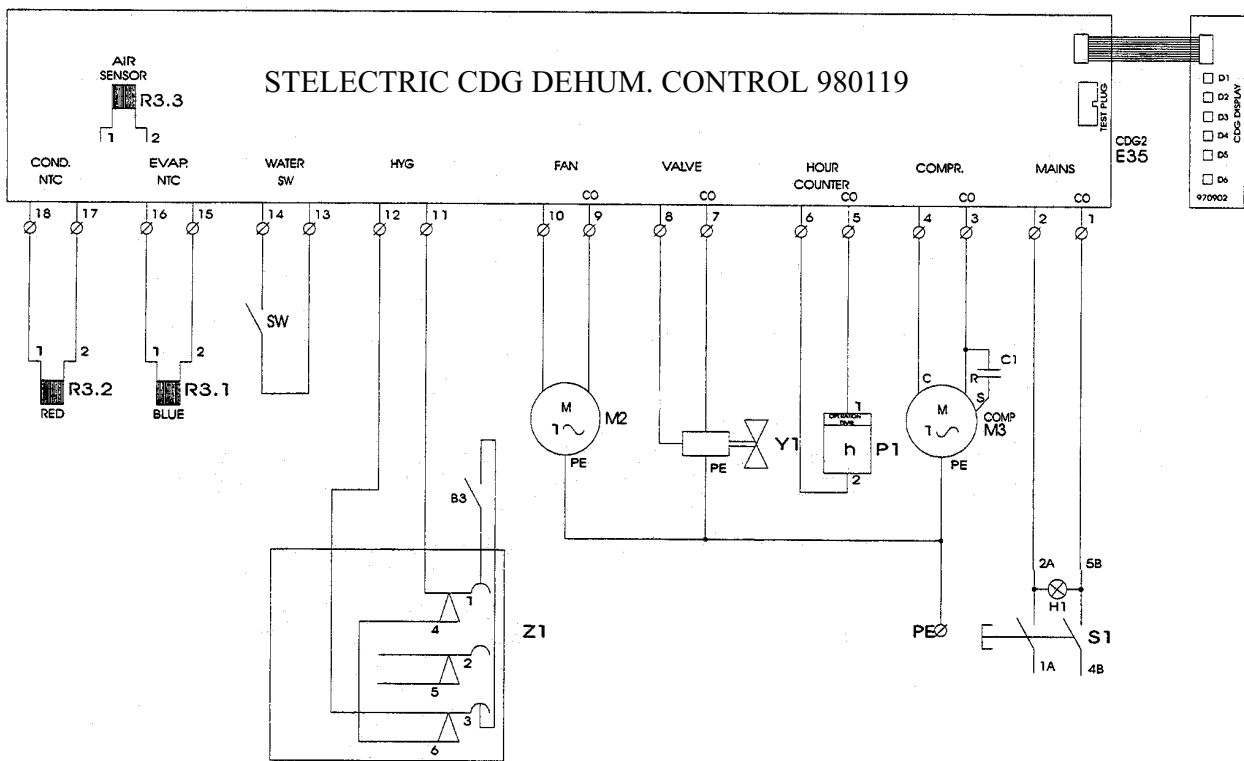 STELECTRIC CDG DEHUM. CONTROL 980119
AIR
SENSOR
R3.3
1 2
TEST PLUG
CDG2
E35
D1
D2
D3
D4
D5
D6
CDG DISPLAY
970902
COND.
NTC
EVAP.
NTC
WATER
SW
HYG
FAN
VALVE
HOUR
COUNTER
COMPR.
MAINS
CO CO CO CO CO
18 17 16 15 14 13 12 11 10 9 8 7 6 5 4 3 2 1
SW
1 2
R3.2
RED
1 2
R3.1
BLUE
M
1
M2
PE
PE
Y1
1
OPERATION
TIME
h
P1
2
C1
C R S
M
1
COMP
M3
PE
B3
1
4
2
5
3
6
Z1
PE
2A 5B
H1
S1
1A 4B